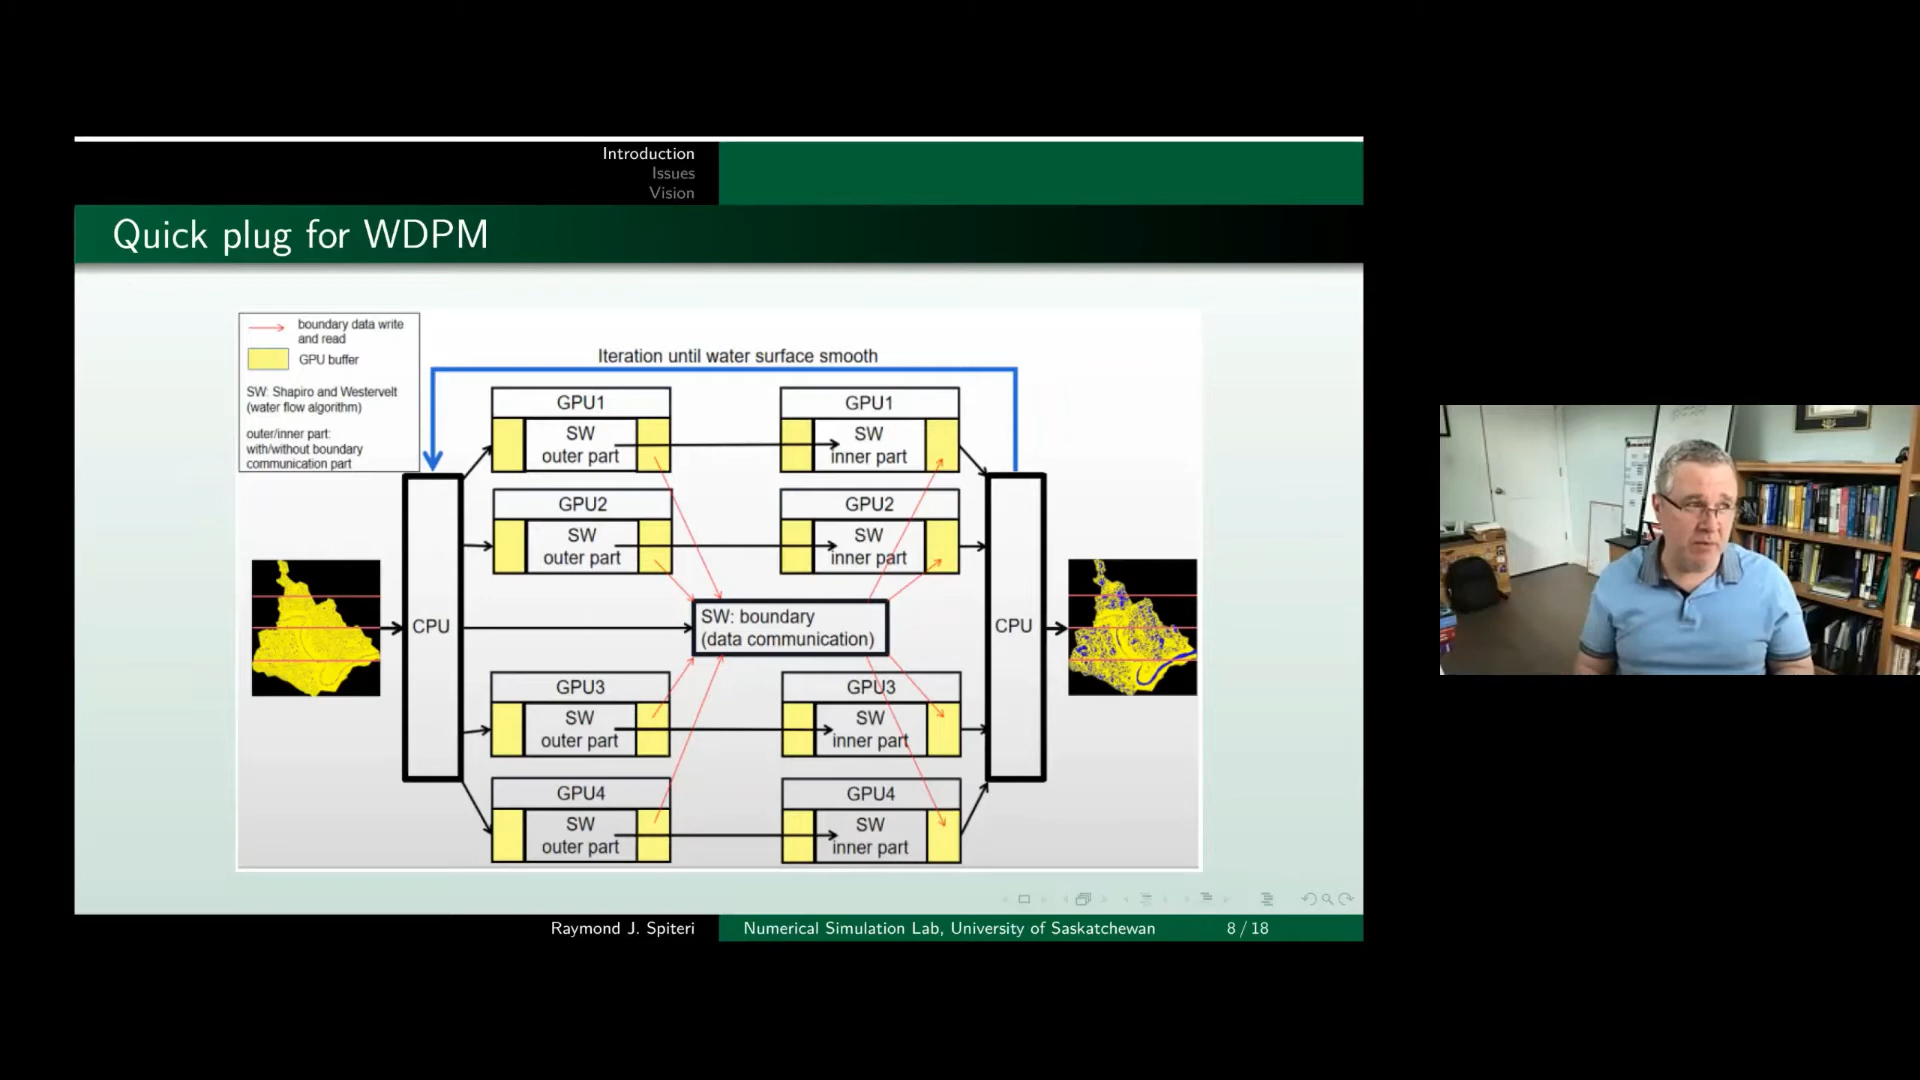 Introduction
Issues
Vision
Quick plug for WDPM
boundary data write
and read
GPU buffer
SW: Shapiro and Westervelt
(water flow algorithm)
outer/inner part:
with/without boundary
communication part
Iteration until water surface smooth
GPU1
SW
outer part
GPU1
SW
inner part
GPU2
SW
outer part
GPU2
SW
inner part
CPU
SW: boundary
(data communication)
CPU
GPU3
SW
outer part
GPU3
SW
inner part
GPU4
SW
outer part
GPU4
SW
inner part
Raymond J. Spiteri
Numerical Simulation Lab, University of Saskatchewan
8 / 18